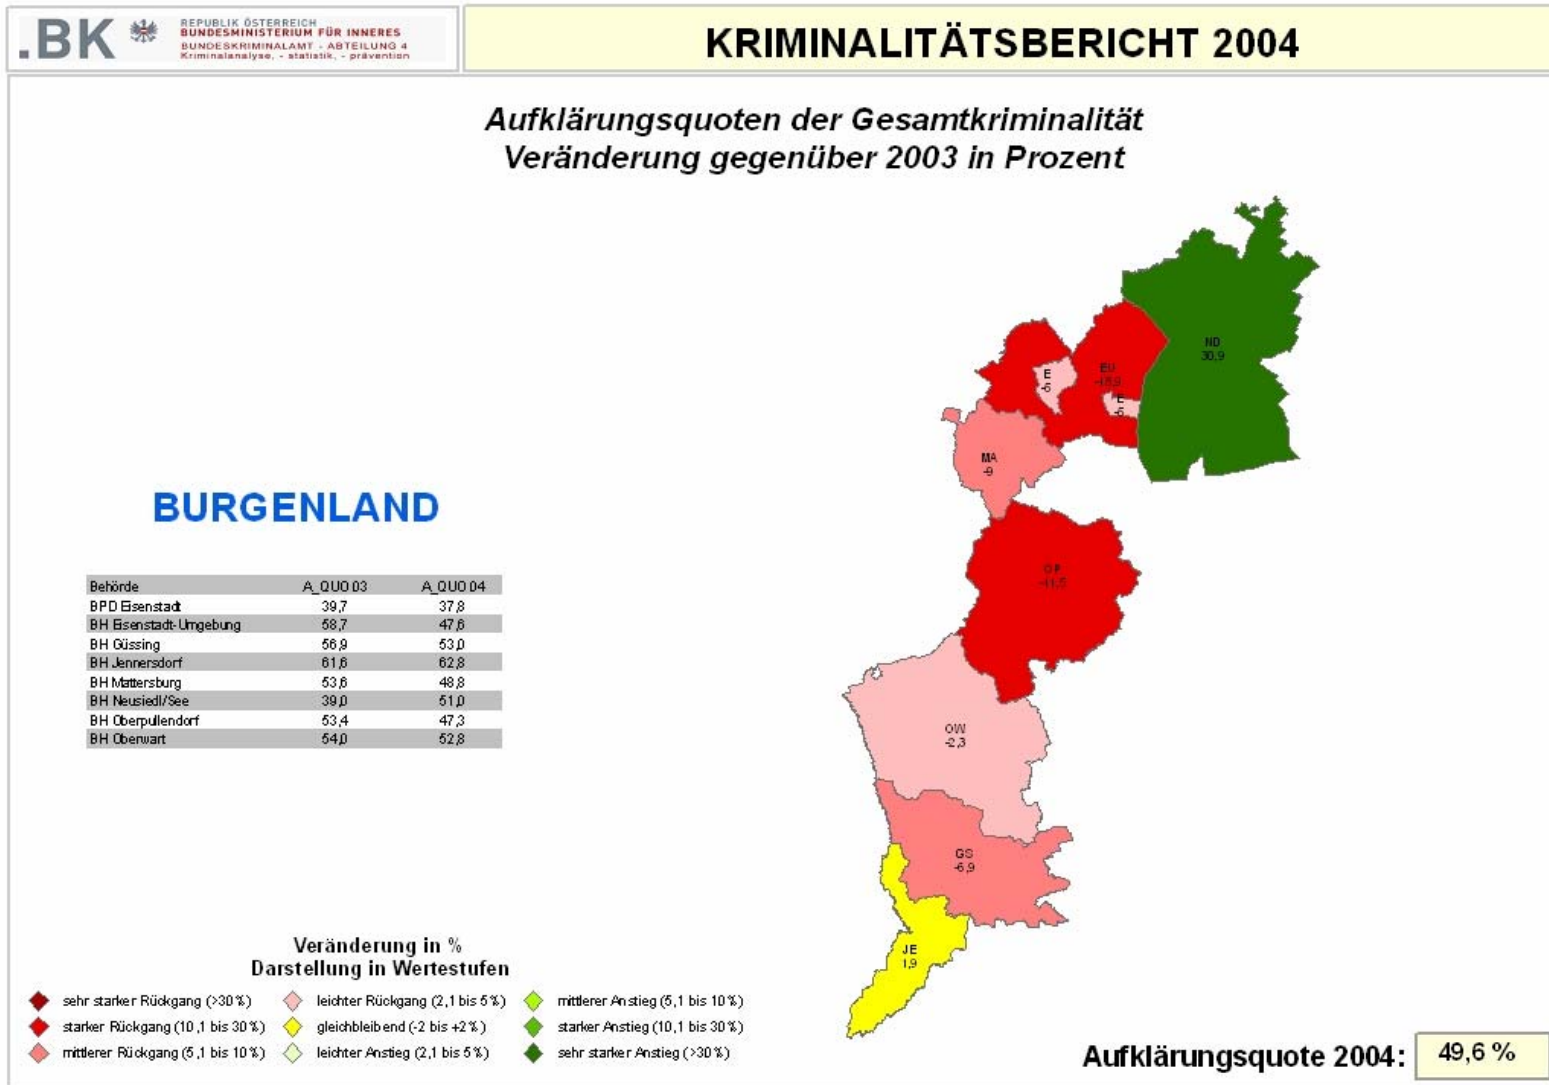 .BK
REPUBLIK ÖSTERREICH
BUNDESMINISTERIUM FÜR INNERES
BUNDESKRIMINALAMT - ABTEILUNG 4
Kriminalanalyse, - statistik, - prävention
KRIMINALITÄTSBERICHT 2004
Aufklärungsquoten der Gesamtkriminalität
Veränderung gegenüber 2003 in Prozent
ND
30,9
E
-5
EU
-18,9
E
-5
MA
-9
OP
-11,5
OW
-2,3
GS
-6,9
JE
1,9
BURGENLAND
Behörde A_QUO03 A_QUO04
BPD Eisenstadt 39,7 37,8
BH Eisenstadt-Umgebung 58,7 47,6
BH Güssing 56,9 53,0
BH Jennersdorf 61,6 62,8
BH Mattersburg 53,6 48,8
BH Neusiedl/See 39,0 51,0
BH Oberpullendorf 53,4 47,3
BH Oberwart 54,0 52,8
Veränderung in %
Darstellung in Wertestufen
sehr starker Rückgang (>30%) leichter Rückgang (2,1 bis 5%) mittlerer Anstieg (5,1 bis 10%)
starker Rückgang (10,1 bis 30%) gleichbleibend (-2 bis +2%) starker Anstieg (10,1 bis 30%)
mittlerer Rückgang (5,1 bis 10%) leichter Anstieg (2,1 bis 5%) sehr starker Anstieg (>30%)
Aufklärungsquote 2004: 49,6 %